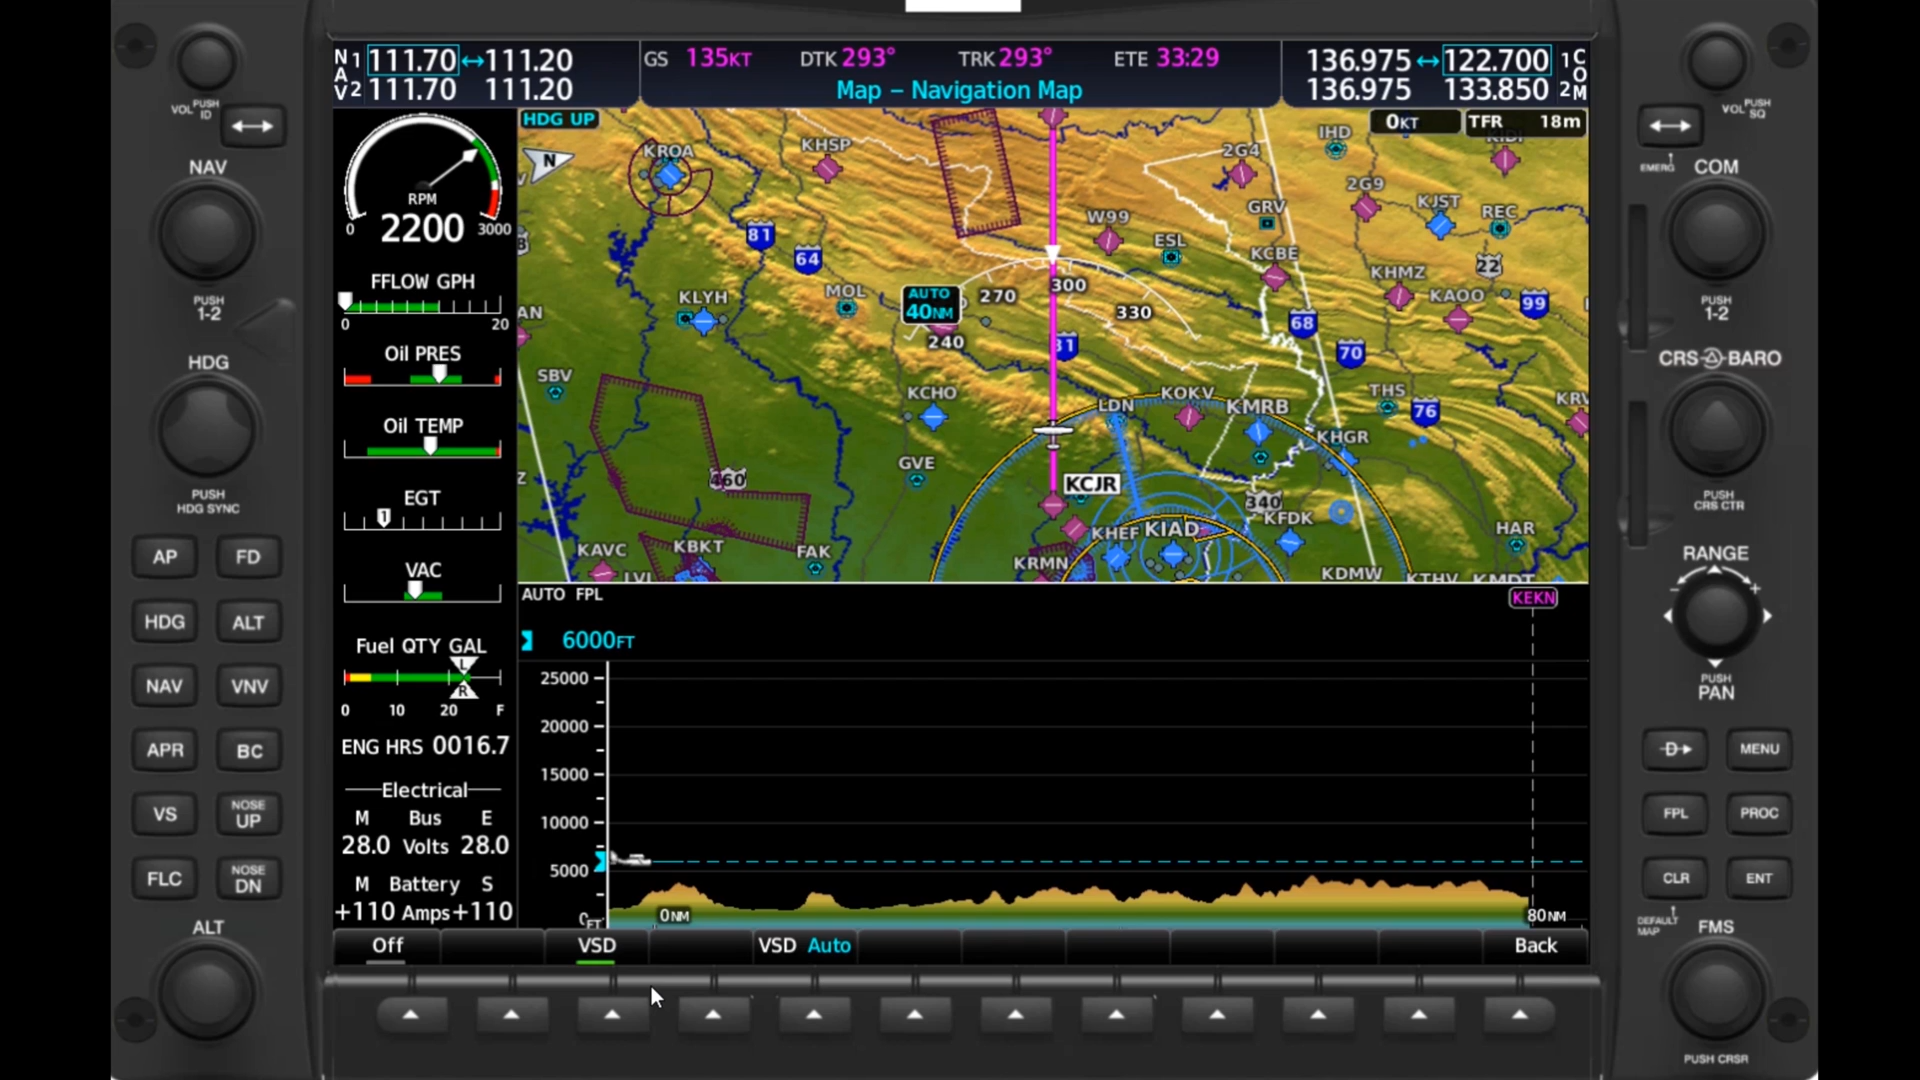 N 1 111.70 ↔ 111.20
A
V 2 111.70 111.20
GS 135KT DTK 293° TRK 293° ETE 33:29
Map – Navigation Map
136.975 ↔ 122.700 1 C
O
136.975 133.850 2 M
VOL PUSH ID
NAV
PUSH
1-2
HDG
PUSH
HDG SYNC
AP FD
HDG ALT
NAV VNV
APR BC
VS NOSE UP
FLC NOSE DN
ALT
RPM
0 2200 3000
FFLOW GPH
0 20
Oil PRES
Oil TEMP
EGT
1
VAC
Fuel QTY GAL
L
R
0 10 20 F
ENG HRS 0016.7
Electrical
M Bus E
28.0 Volts 28.0
M Battery S
+110 Amps +110
HDG UP
N
0KT
TFR 18m
KROA
KHSP
2G4
IHD
2G9
GRV
KJST
REC
W99
ESL
KCBE
81
64
22
KHMZ
KAOO
99
KLYH
MOL
AUTO
40NM
240
270
300
330
68
70
SBV
KCHO
LDN
KOKV
KMRB
THS
76
KHGR
GVE
460
KCJR
340
KFDK
HAR
KAVC
KBKT
FAK
KHEF
KIAD
KRMN
KDMW
KTHV
KMDT
AUTO FPL
KEKN
6000FT
25000
20000
15000
10000
5000
0FT
0NM
80NM
Off VSD VSD Auto Back
VOL PUSH SQ
EMERG
COM
PUSH
1-2
CRS BARO
PUSH
CRS CTR
RANGE
- +
PUSH
PAN
D MENU
FPL PROC
CLR ENT
DEFAULT MAP
FMS
PUSH CRSR